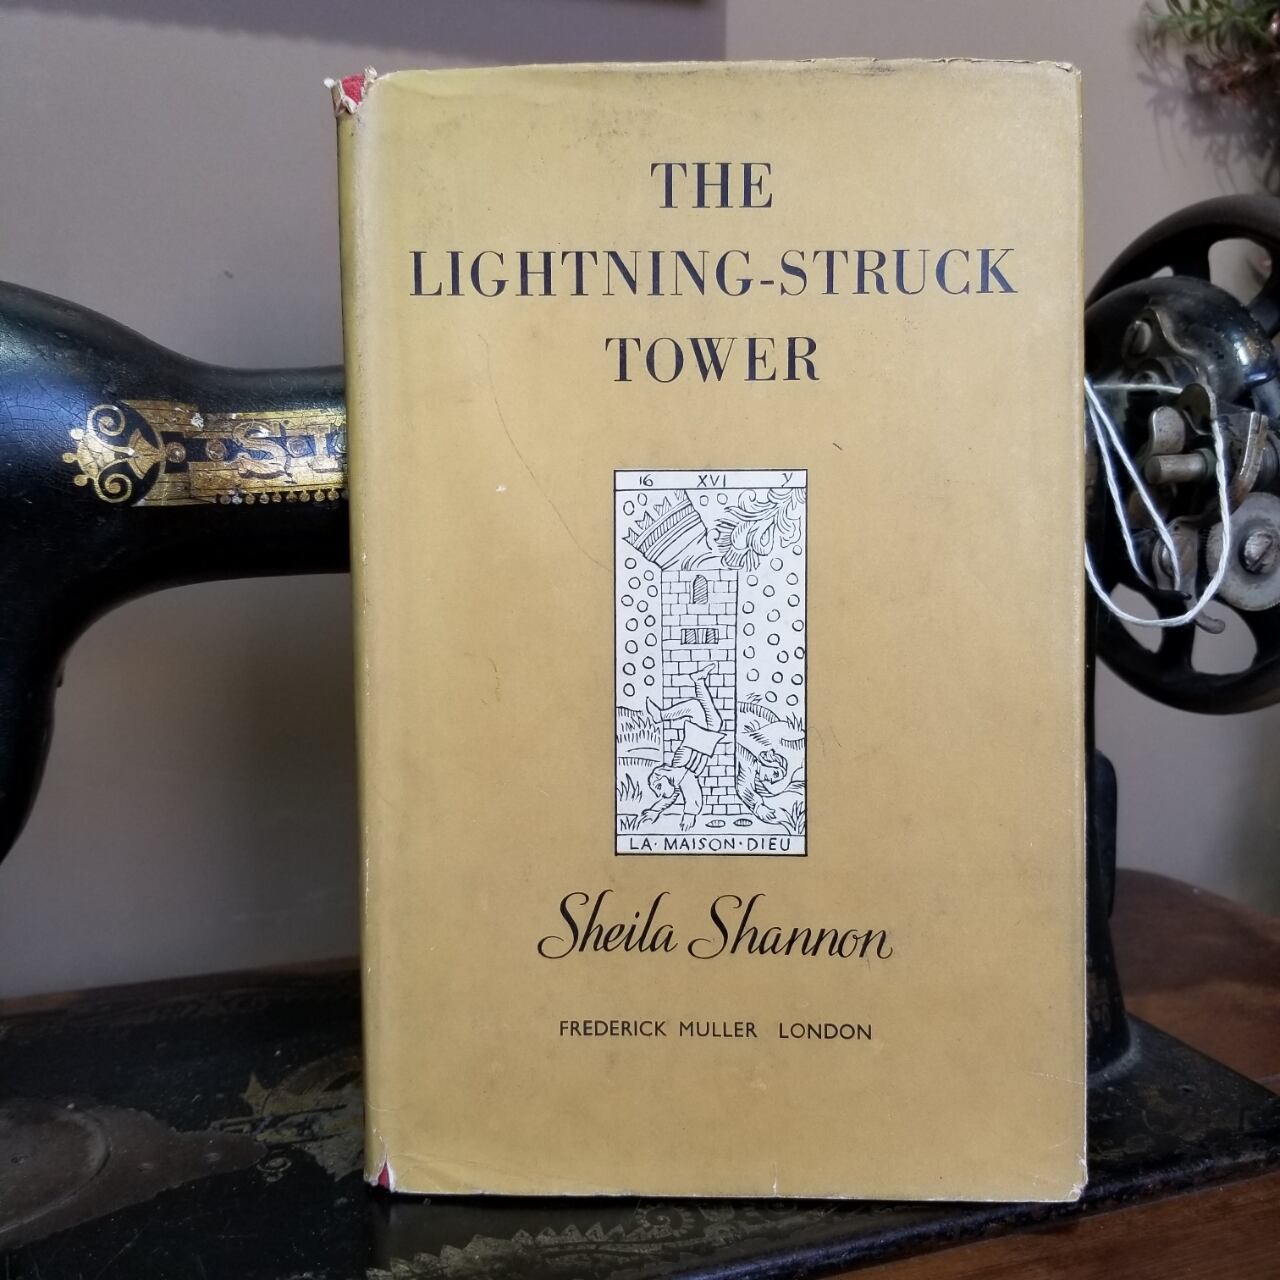 THE
LIGHTNING-STRUCK
TOWER
16 XVI Y
LA·MAISON·DIEU
Sheila Shannon
FREDERICK MULLER LONDON